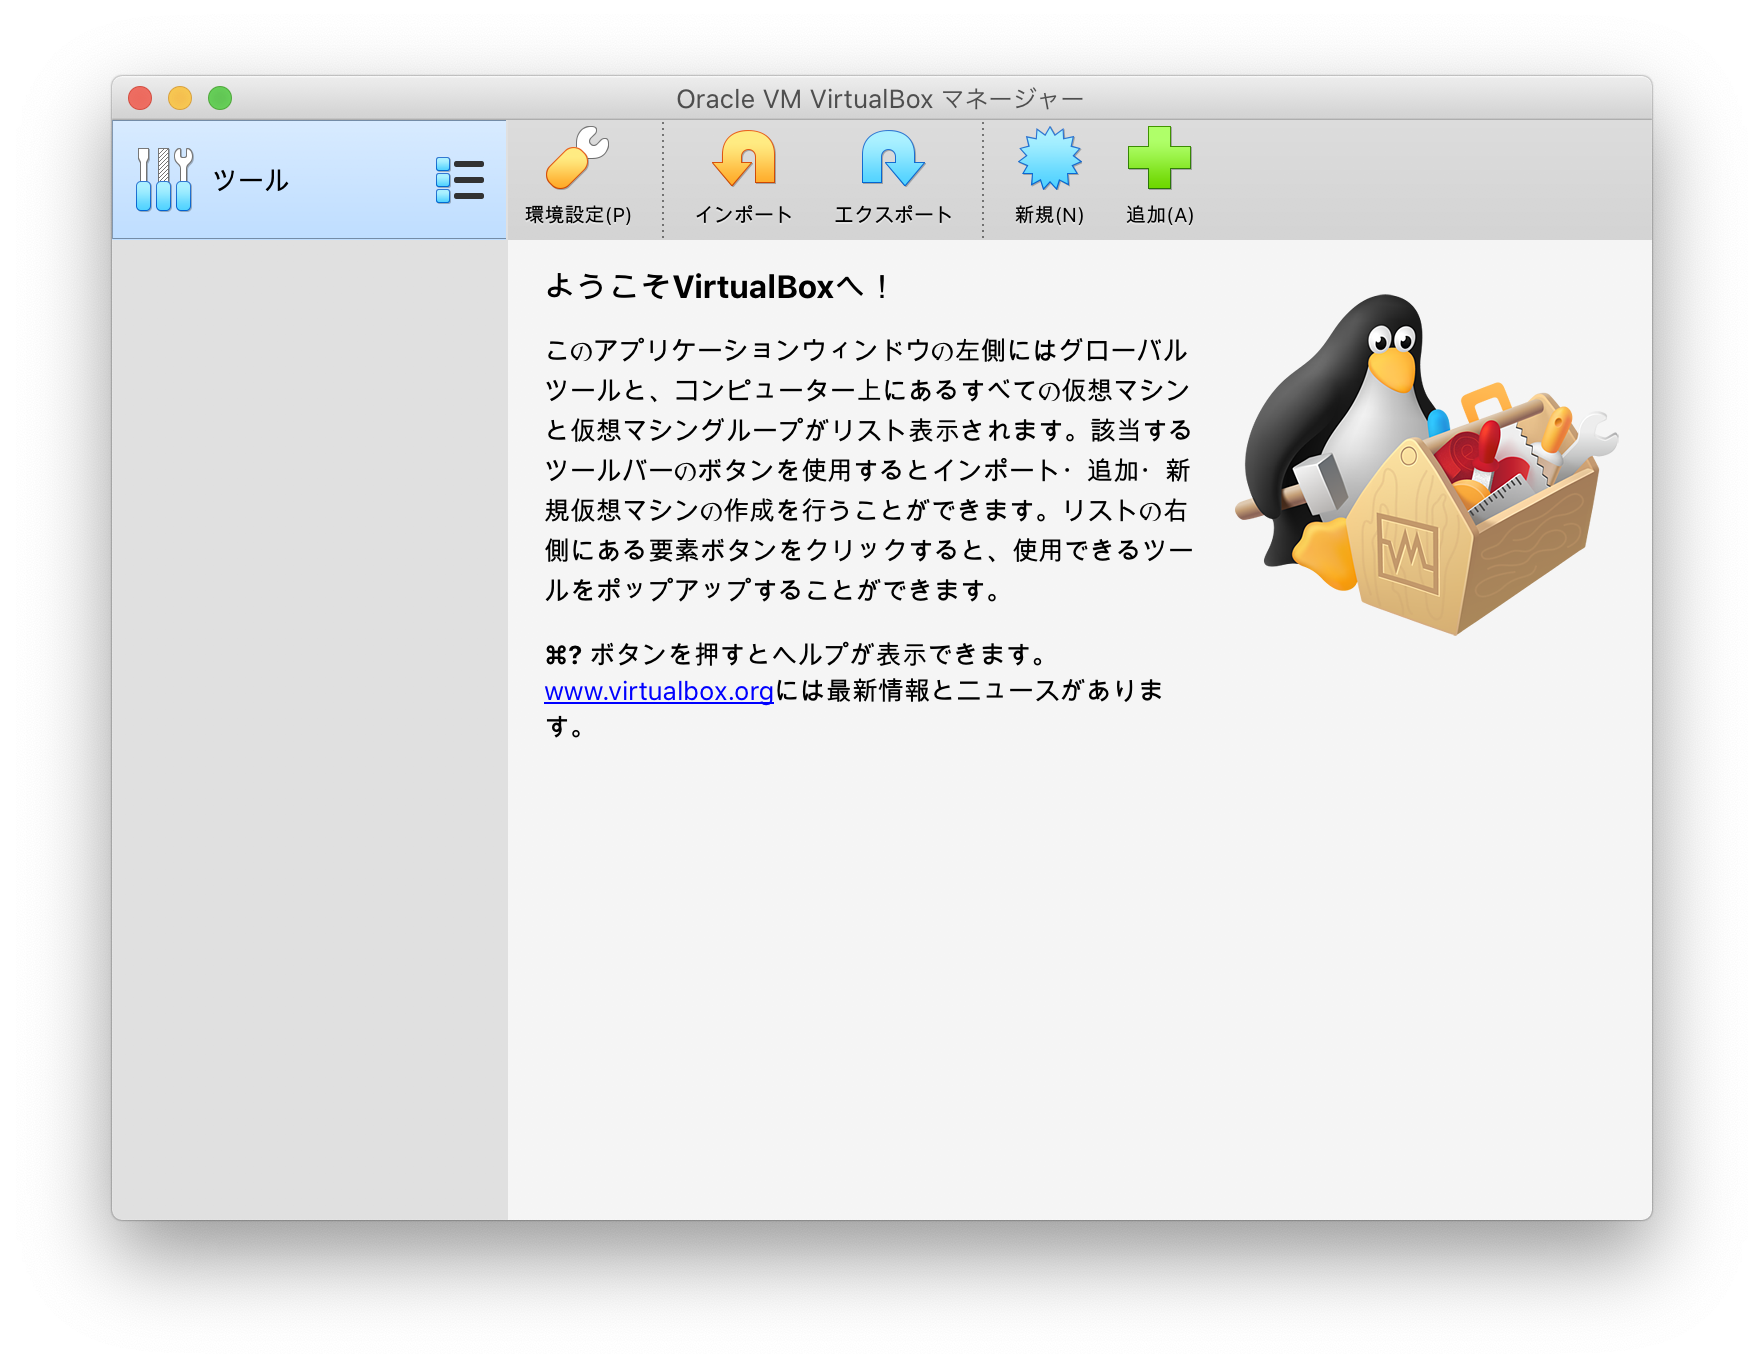 Oracle VM VirtualBox マネージャー
ツール
環境設定(P)
インポート
エクスポート
新規(N)
追加(A)
ようこそVirtualBoxへ！
このアプリケーションウィンドウの左側にはグローバル
ツールと、コンピューター上にあるすべての仮想マシン
と仮想マシングループがリスト表示されます。該当する
ツールバーのボタンを使用するとインポート・追加・新
規仮想マシンの作成を行うことができます。リストの右
側にある要素ボタンをクリックすると、使用できるツー
ルをポップアップすることができます。
⌘? ボタンを押すとヘルプが表示できます。
www.virtualbox.orgには最新情報とニュースがありま
す。